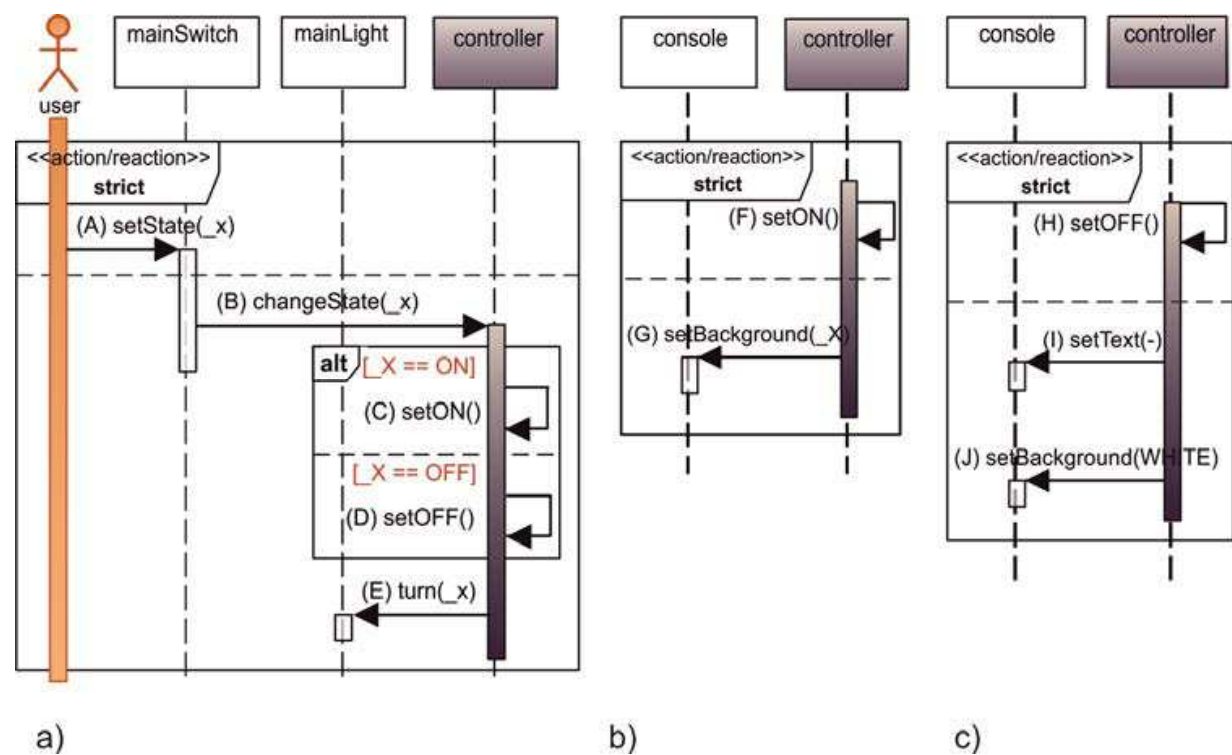 mainSwitch
mainLight
controller
user
<<action/reaction>>
strict
(A) setState(_x)
(B) changeState(_x)
alt
[_X == ON]
(C) setON()
[_X == OFF]
(D) setOFF()
(E) turn(_x)
a)
console
controller
<<action/reaction>>
strict
(F) setON()
(G) setBackground(_X)
b)
console
controller
<<action/reaction>>
strict
(H) setOFF()
(I) setText(-)
(J) setBackground(WHITE)
c)